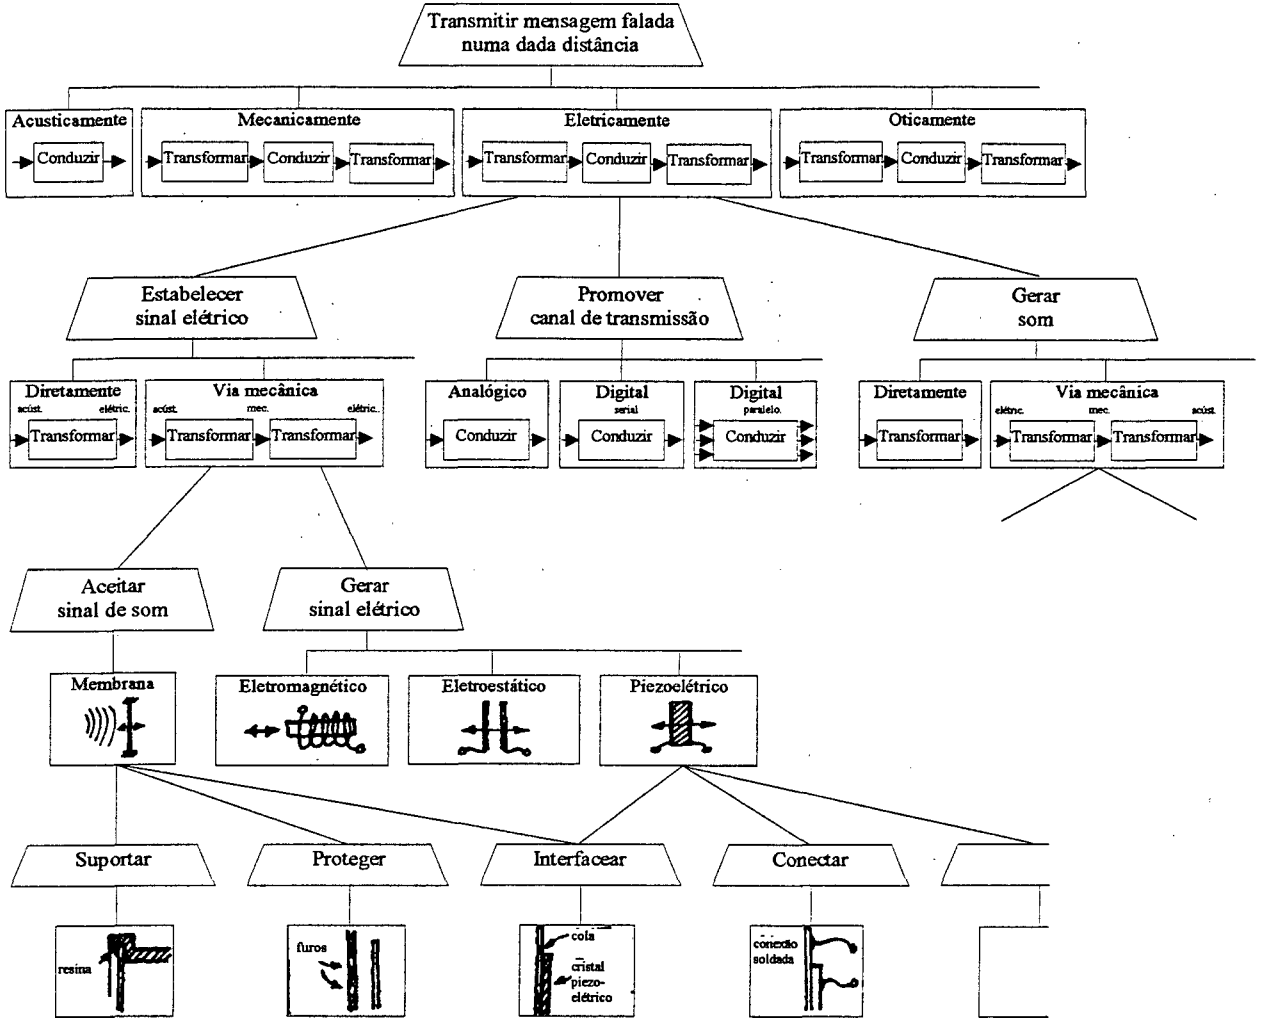 Transmitir mensagem falada
numa dada distância
Acusticamente
Conduzir
Mecanicamente
Transformar
Conduzir
Transformar
Eletricamente
Transformar
Conduzir
Transformar
Oticamente
Transformar
Conduzir
Transformar
Estabelecer
sinal elétrico
Promover
canal de transmissão
Gerar
som
Diretamente
acúst. elétric.
Transformar
Via mecânica
acúst. mec. elétric..
Transformar
Transformar
Analógico
Conduzir
Digital
serial
Conduzir
Digital
paralelo.
Conduzir
Diretamente
Transformar
Via mecânica
elétric. mec. acúst.
Transformar
Transformar
Aceitar
sinal de som
Gerar
sinal elétrico
Membrana
Eletromagnético
Eletroestático
Piezoelétrico
Suportar
Proteger
Interfacear
Conectar
resina
furos
cola
cristal
piezo-
elétrico
conexão
soldada